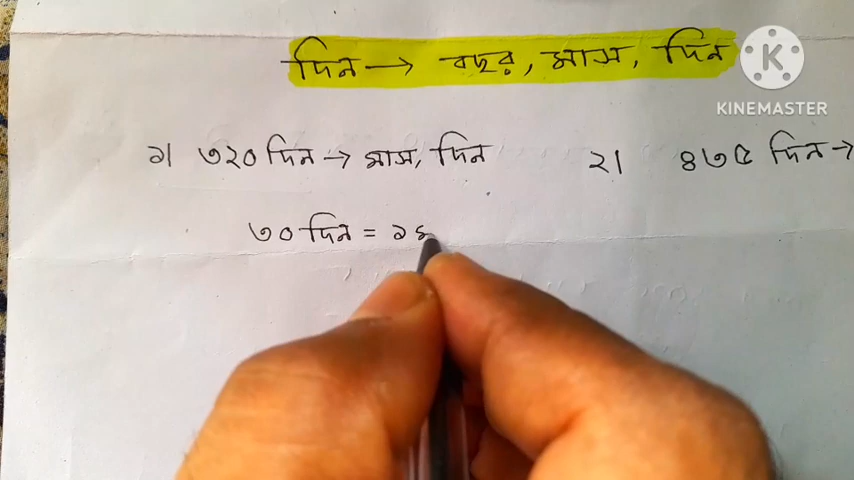 দিন → বছর, মাস, দিন
K
KINEMASTER
১। ৩২০ দিন → মাস, দিন
২। ৪৩৫ দিন →
৩০ দিন = ১